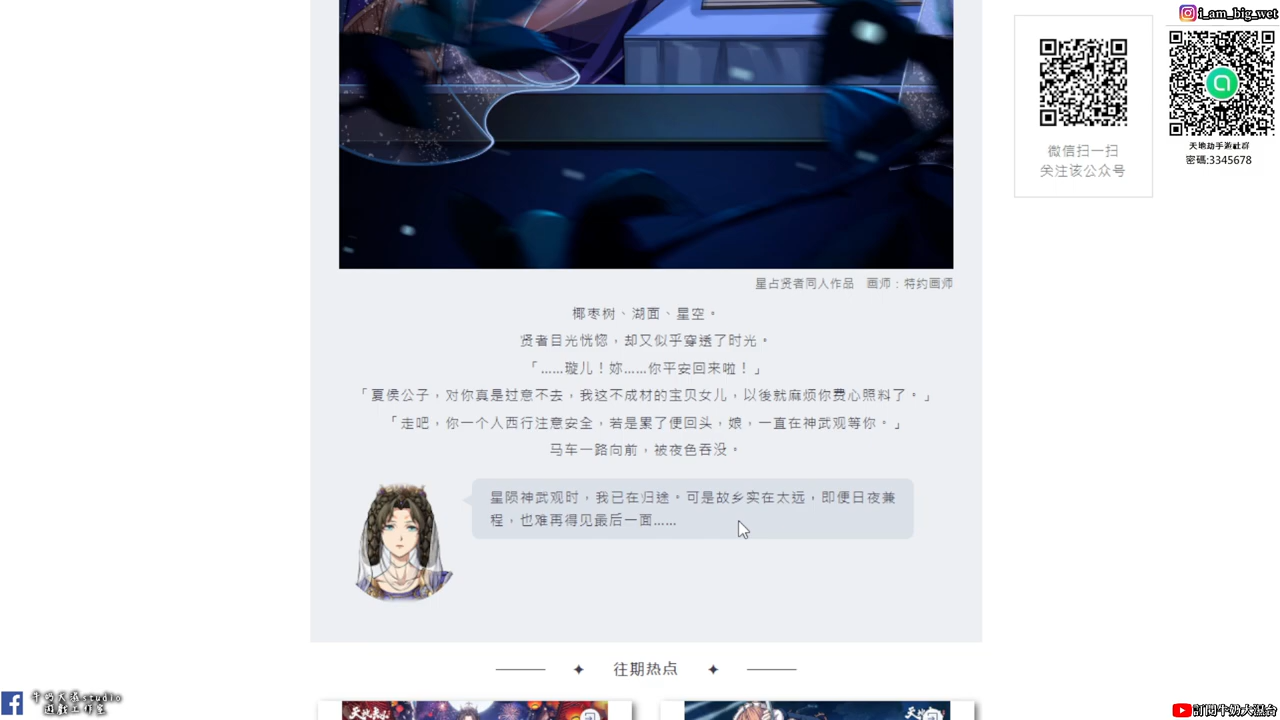 i_am_big_wet
天地劫手游社群
密碼:3345678
微信扫一扫
关注该公众号
星占贤者同人作品 画师：特约画师
椰枣树、湖面、星空。
贤者目光恍惚，却又似乎穿透了时光。
「……璇儿！妳……你平安回来啦！」
「夏侯公子，对你真是过意不去，我这不成材的宝贝女儿，以後就麻烦你费心照料了。」
「走吧，你一个人西行注意安全，若是累了便回头，娘，一直在神武观等你。」
马车一路向前，被夜色吞没。
星陨神武观时，我已在归途。可是故乡实在太远，即便日夜兼
程，也难再得见最后一面……
往期热点
牛奶大濕studio
遊戲工作室
訂閱牛奶大濕舍